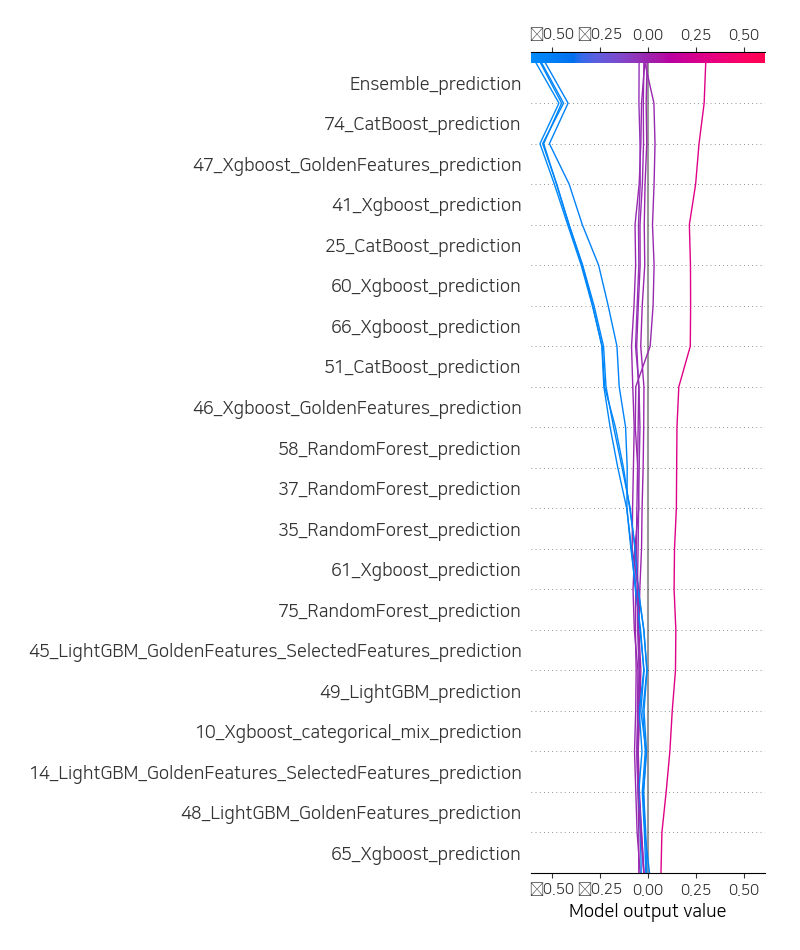 0.50 0.25 0.00 0.25 0.50
Ensemble_prediction
74_CatBoost_prediction
47_Xgboost_GoldenFeatures_prediction
41_Xgboost_prediction
25_CatBoost_prediction
60_Xgboost_prediction
66_Xgboost_prediction
51_CatBoost_prediction
46_Xgboost_GoldenFeatures_prediction
58_RandomForest_prediction
37_RandomForest_prediction
35_RandomForest_prediction
61_Xgboost_prediction
75_RandomForest_prediction
45_LightGBM_GoldenFeatures_SelectedFeatures_prediction
49_LightGBM_prediction
10_Xgboost_categorical_mix_prediction
14_LightGBM_GoldenFeatures_SelectedFeatures_prediction
48_LightGBM_GoldenFeatures_prediction
65_Xgboost_prediction
0.50 0.25 0.00 0.25 0.50
Model output value